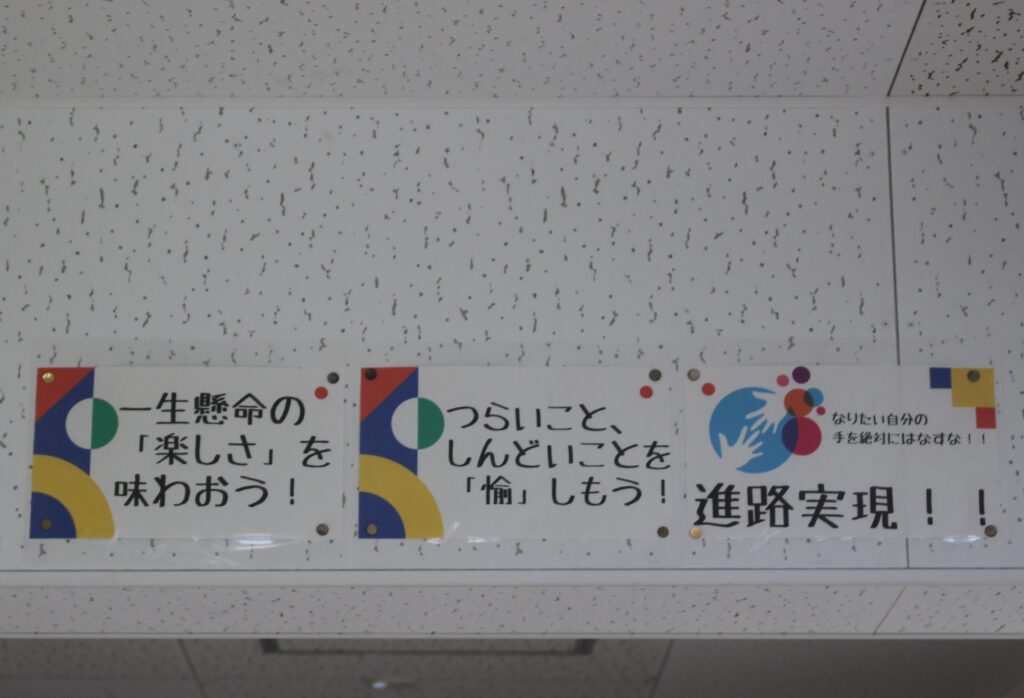 一生懸命の
「楽しさ」を
味わおう！
つらいこと、
しんどいことを
「愉」しもう！
なりたい自分の
手を絶対にはなすな！！
進路実現！！